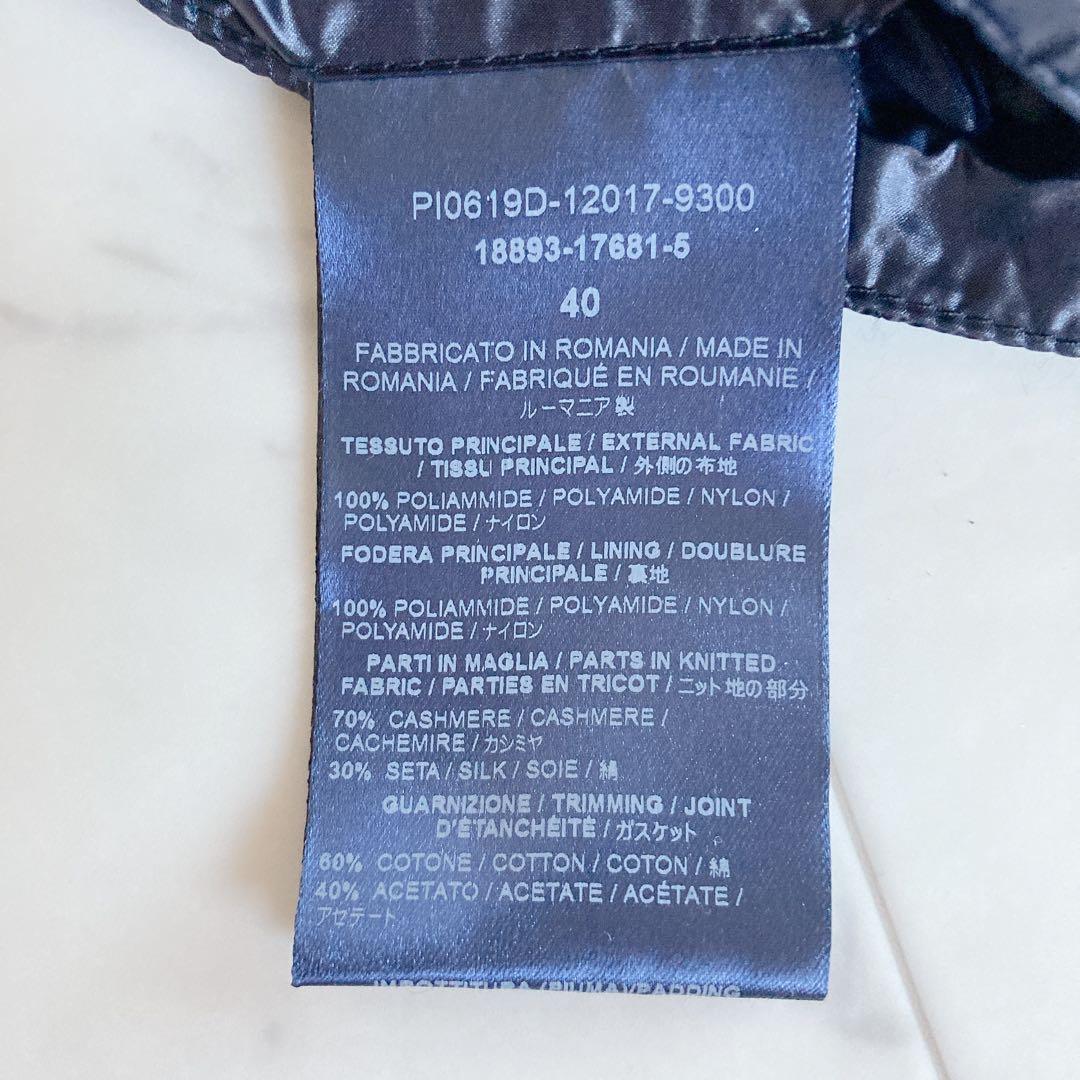 PI0619D-12017-9300
18893-17681-5
40
FABBRICATO IN ROMANIA / MADE IN
ROMANIA / FABRIQUÉ EN ROUMANIE /
ルーマニア製
TESSUTO PRINCIPALE / EXTERNAL FABRIC
/ TISSU PRINCIPAL / 外側の布地
100% POLIAMMIDE / POLYAMIDE / NYLON /
POLYAMIDE / ナイロン
FODERA PRINCIPALE / LINING / DOUBLURE
PRINCIPALE / 裏地
100% POLIAMMIDE / POLYAMIDE / NYLON /
POLYAMIDE / ナイロン
PARTI IN MAGLIA / PARTS IN KNITTED
FABRIC / PARTIES EN TRICOT / ニット地の部分
70% CASHMERE / CASHMERE /
CACHEMIRE / カシミヤ
30% SETA / SILK / SOIE / 絹
GUARNIZIONE / TRIMMING / JOINT
D'ÉTANCHÉITÉ / ガスケット
60% COTONE / COTTON / COTON / 綿
40% ACETATO / ACETATE / ACÉTATE /
アセテート
IMBOTTITURA / PIUMA / PADDING